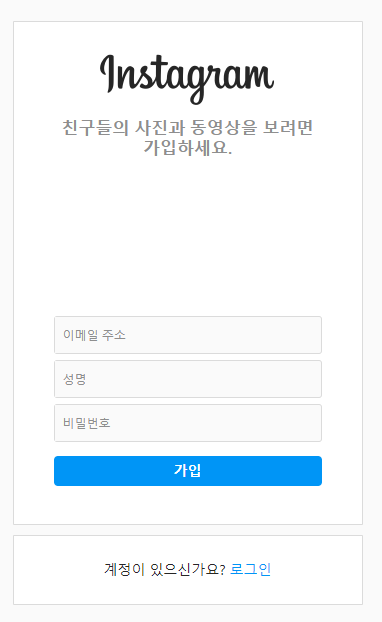 Instagram
친구들의 사진과 동영상을 보려면
가입하세요.
이메일 주소
성명
비밀번호
가입
계정이 있으신가요? 로그인